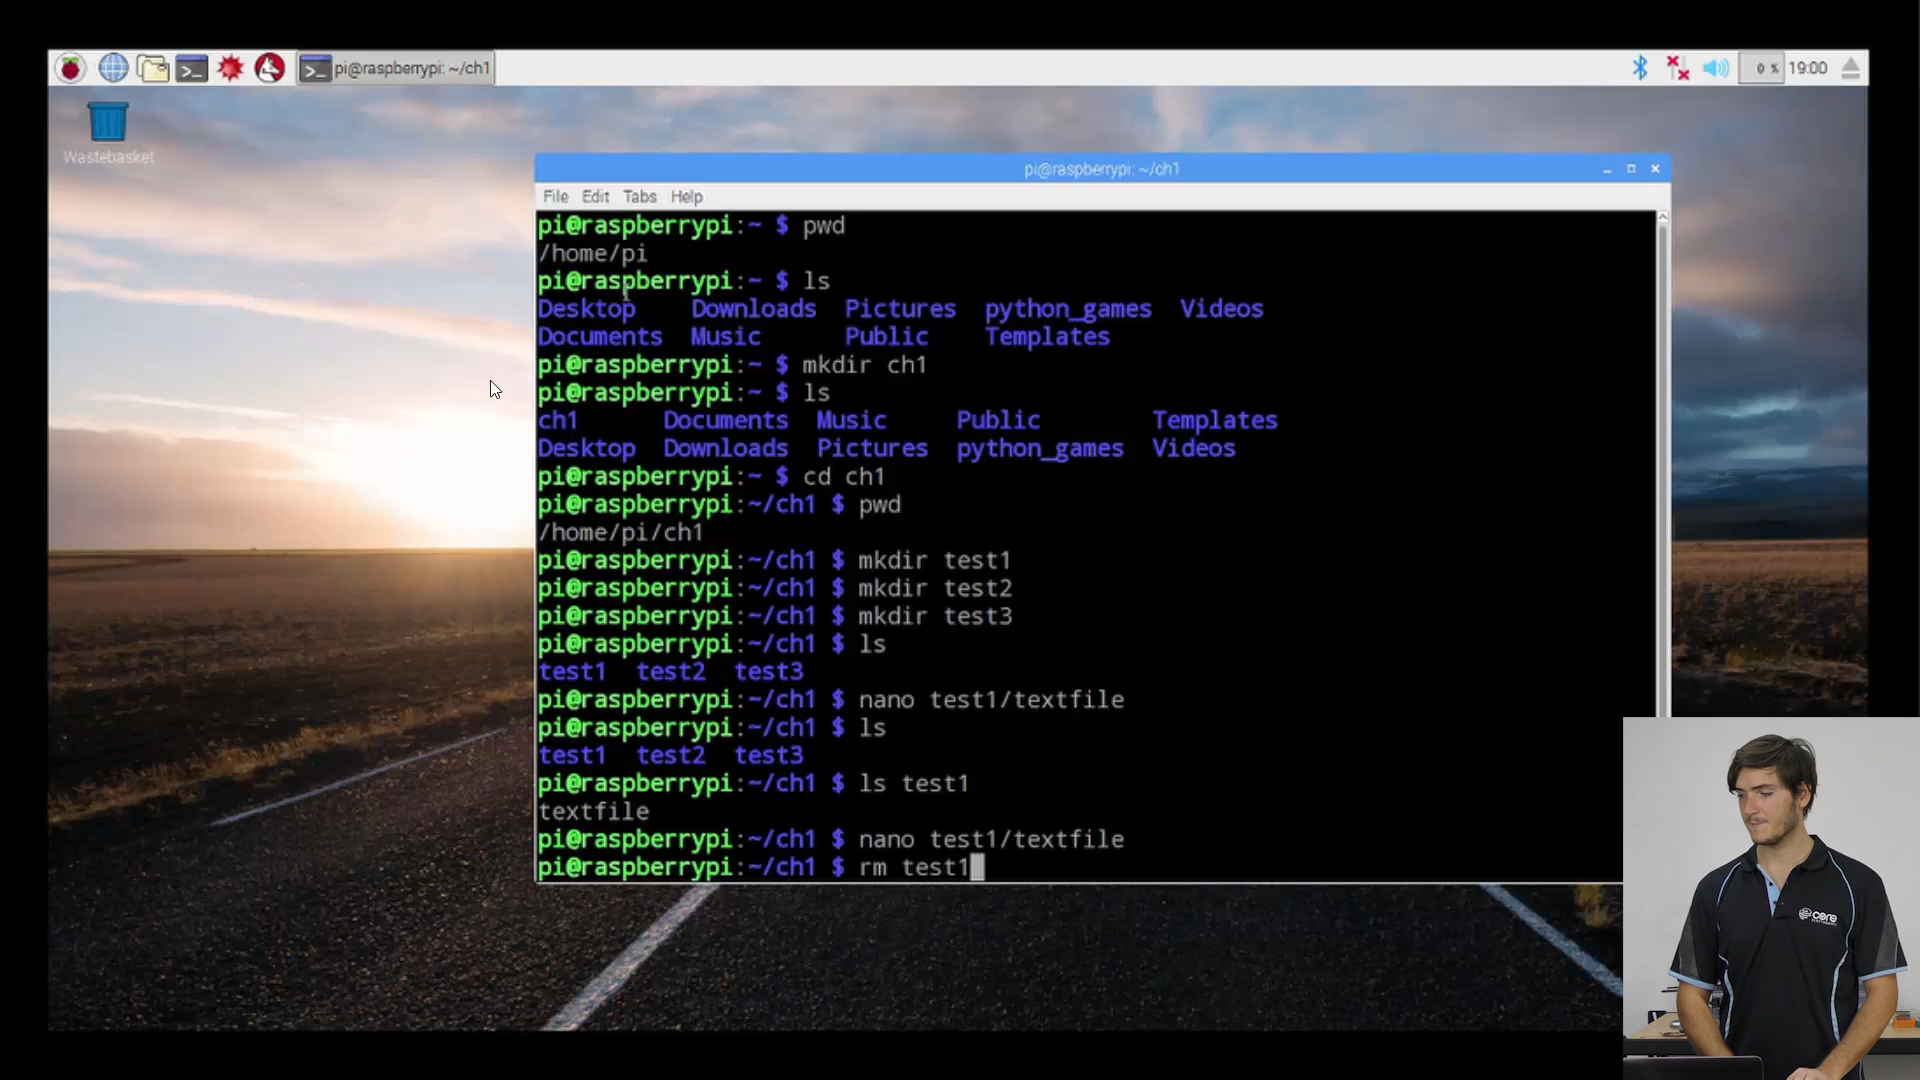 pi@raspberrypi: ~/ch1
0 %
19:00
Wastebasket
pi@raspberrypi: ~/ch1
File Edit Tabs Help
pi@raspberrypi:~ $ pwd
/home/pi
pi@raspberrypi:~ $ ls
Desktop Downloads Pictures python_games Videos
Documents Music Public Templates
pi@raspberrypi:~ $ mkdir ch1
pi@raspberrypi:~ $ ls
ch1 Documents Music Public Templates
Desktop Downloads Pictures python_games Videos
pi@raspberrypi:~ $ cd ch1
pi@raspberrypi:~/ch1 $ pwd
/home/pi/ch1
pi@raspberrypi:~/ch1 $ mkdir test1
pi@raspberrypi:~/ch1 $ mkdir test2
pi@raspberrypi:~/ch1 $ mkdir test3
pi@raspberrypi:~/ch1 $ ls
test1 test2 test3
pi@raspberrypi:~/ch1 $ nano test1/textfile
pi@raspberrypi:~/ch1 $ ls
test1 test2 test3
pi@raspberrypi:~/ch1 $ ls test1
textfile
pi@raspberrypi:~/ch1 $ nano test1/textfile
pi@raspberrypi:~/ch1 $ rm test1
core